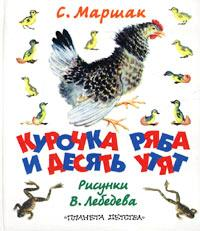 С. Маршак
КУРОЧКА РЯБА
И ДЕСЯТЬ УТЯТ
Рисунки
В. Лебедева
"ПЛАНЕТА ДЕТСТВА"